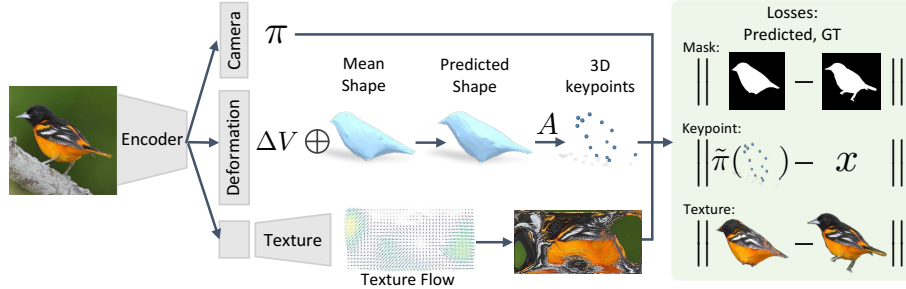 Encoder
Camera
π
Deformation
ΔV ⊕
Mean
Shape
Predicted
Shape
A
3D
keypoints
Texture
Texture Flow
Losses:
Predicted, GT
Mask:
|| − ||
Keypoint:
||π̃( ) − x ||
Texture:
|| − ||